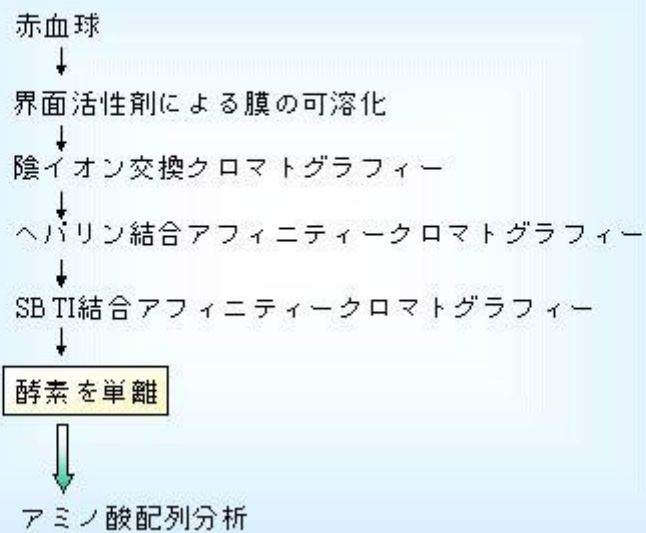 赤血球
界面活性剤による膜の可溶化
陰イオン交換クロマトグラフィー
ヘパリン結合アフィニティークロマトグラフィー
SBTI結合アフィニティークロマトグラフィー
酵素を単離
アミノ酸配列分析